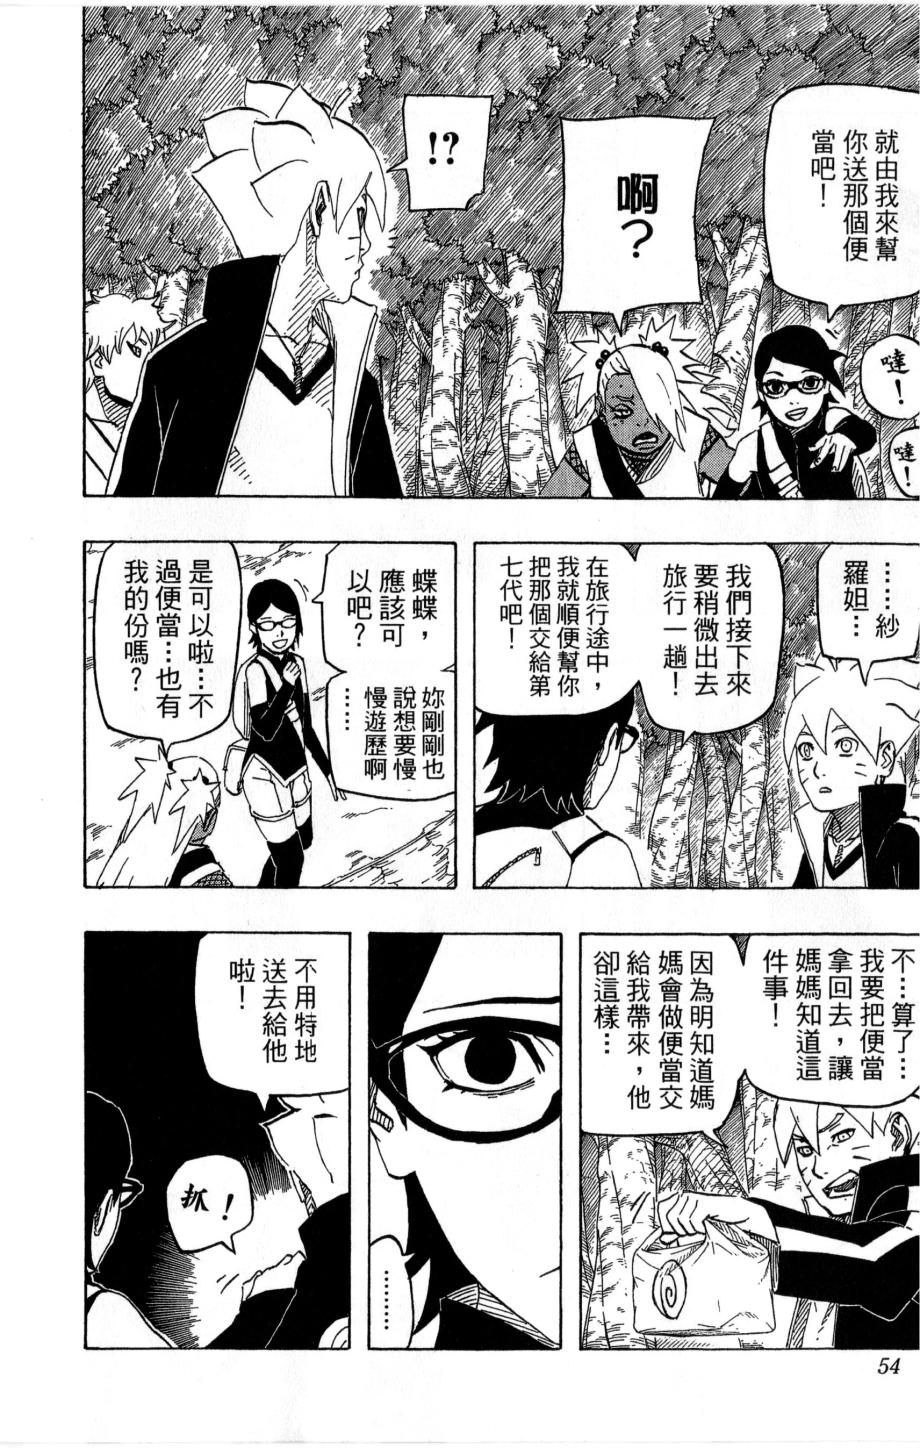 就由我來幫
你送那個便
當吧！
噠！
噠！
啊？
!?
……紗
羅妲…
我們接下來
要稍微出去
旅行一趟！
在旅行途中，
我就順便幫你
把那個交給第
七代吧！
蝶蝶，
應該可
以吧？
妳剛剛也
說想要慢
慢遊歷啊
……
是可以啦…不
過便當…也有
我的份嗎？
不…算了…
我要把便當
拿回去，讓
媽媽知道這
件事！
因為明知道媽
媽會做便當交
給我帶來，他
卻這樣…
………
不用特地
送去給他
啦！
抓！
54